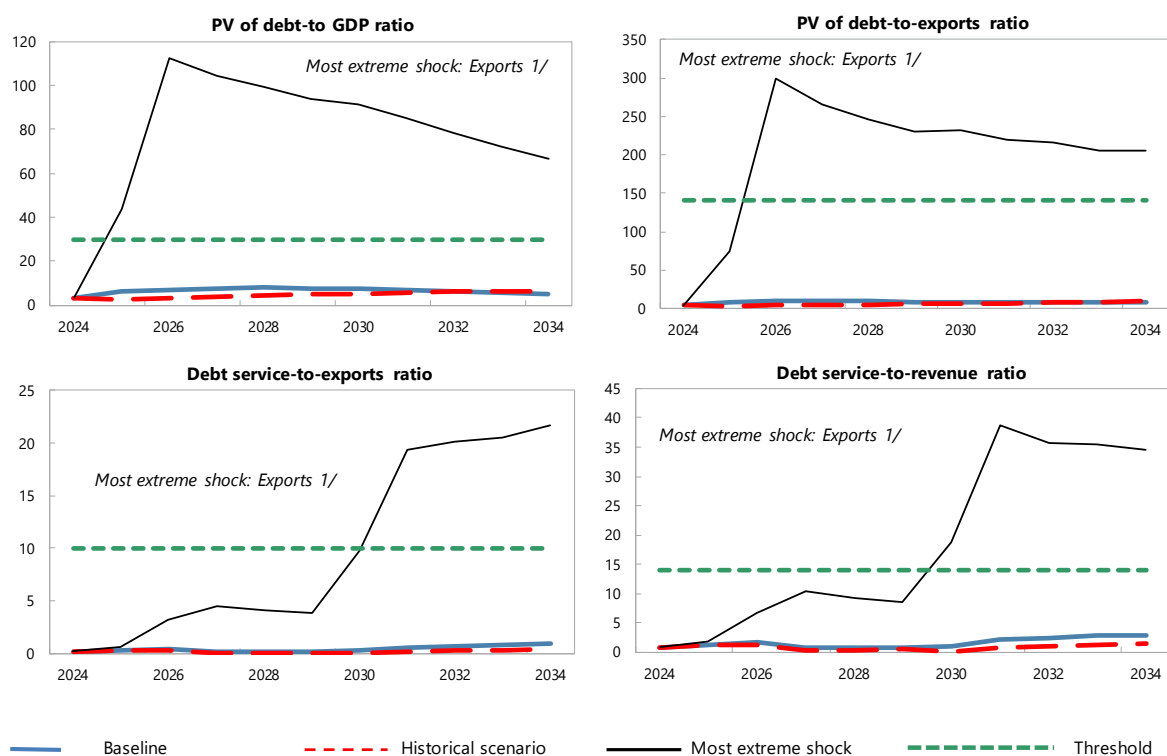 PV of debt-to GDP ratio
120
100
80
60
40
20
0
Most extreme shock: Exports 1/
2024 2026 2028 2030 2032 2034
PV of debt-to-exports ratio
350
300
250
200
150
100
50
0
Most extreme shock: Exports 1/
2024 2026 2028 2030 2032 2034
Debt service-to-exports ratio
25
20
15
10
5
0
Most extreme shock: Exports 1/
2024 2026 2028 2030 2032 2034
Debt service-to-revenue ratio
45
40
35
30
25
20
15
10
5
0
Most extreme shock: Exports 1/
2024 2026 2028 2030 2032 2034
Baseline Historical scenario Most extreme shock Threshold